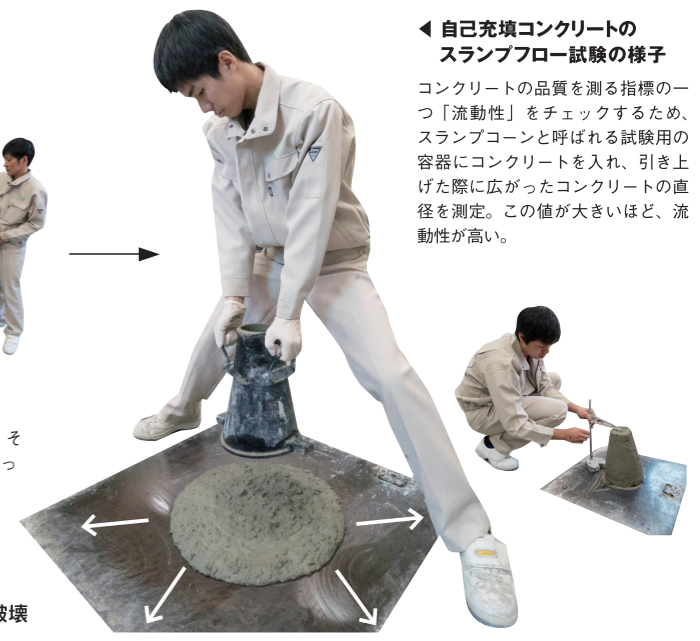 ◀ 自己充填コンクリートの
スランプフロー試験の様子
コンクリートの品質を測る指標の一
つ「流動性」をチェックするため、
スランプコーンと呼ばれる試験用の
容器にコンクリートを入れ、引き上
げた際に広がったコンクリートの直
径を測定。この値が大きいほど、流
動性が高い。
そ
っ
破壊